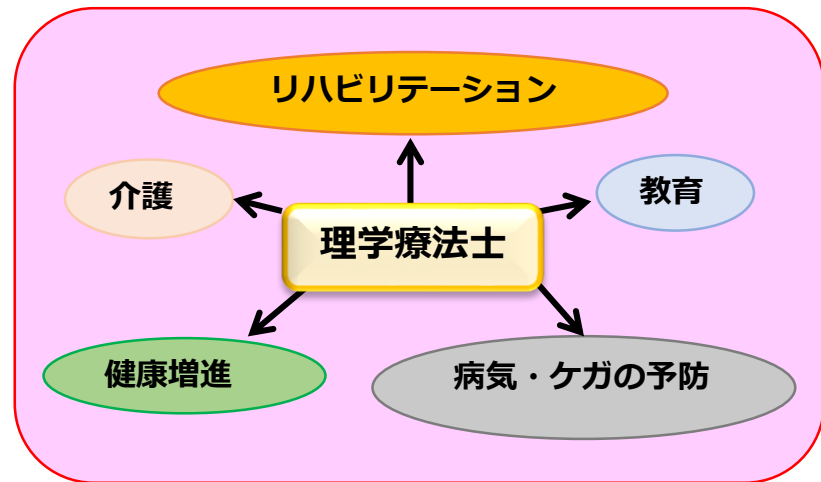 リハビリテーション
介護
教育
理学療法士
健康増進
病気・ケガの予防